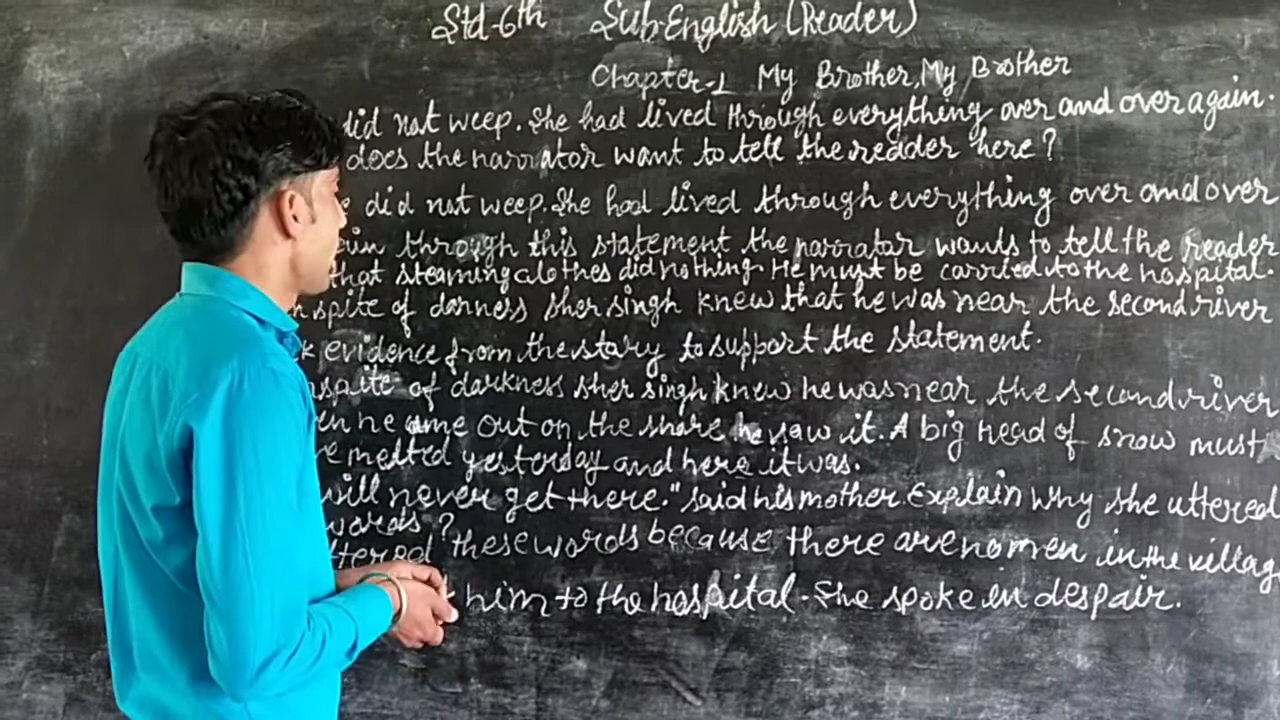 Std-6th Sub-English (Reader)
Chapter-1 My Brother, My Brother
did not weep. She had lived through everything over and over again.
does the narrator want to tell the reader here?
did not weep. She had lived through everything over and over
through this statement the narrator wants to tell the reader
that steaming clothes did nothing. He must be carried to the hospital.
spite of darness sher singh knew that he was near the second river
evidence from the story to support the statement.
spite of darkness sher singh knew he was near the second river
he came out on the share he saw it. A big head of snow must
melted yesterday and here it was.
will never get there." said his mother. Explain why she uttered
words?
these words because there are no men in the village
him to the hospital. She spoke in despair.